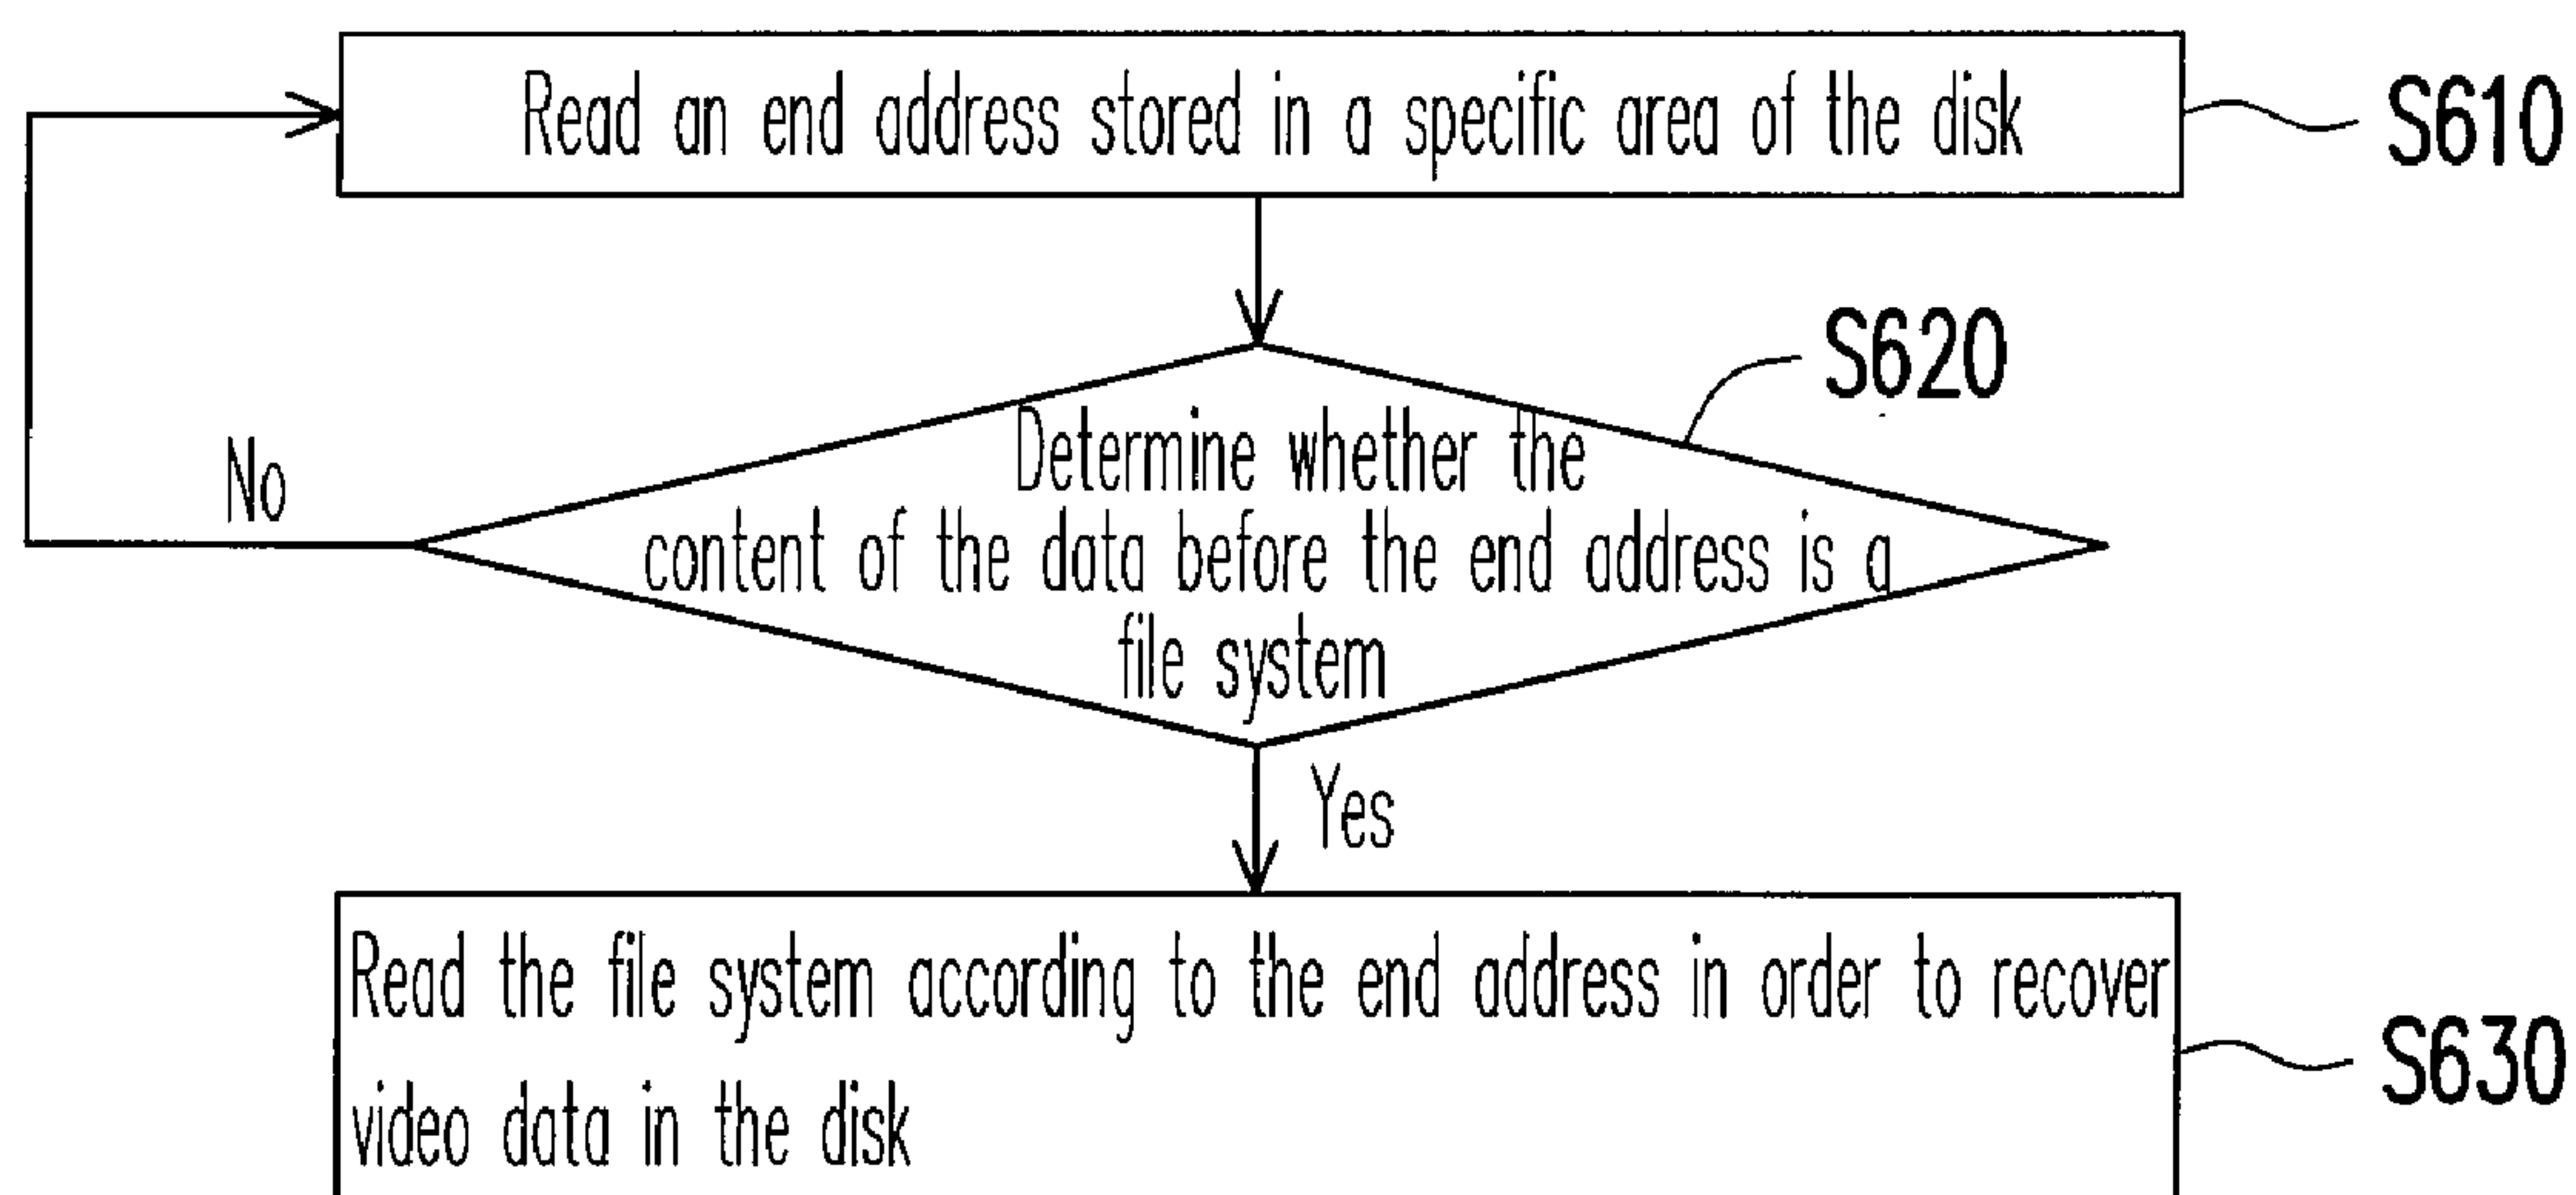 Read an end address stored in a specific area of the disk
S610
S620
Determine whether the
content of the data before the end address is a
file system
No
Yes
Read the file system according to the end address in order to recover
video data in the disk
S630